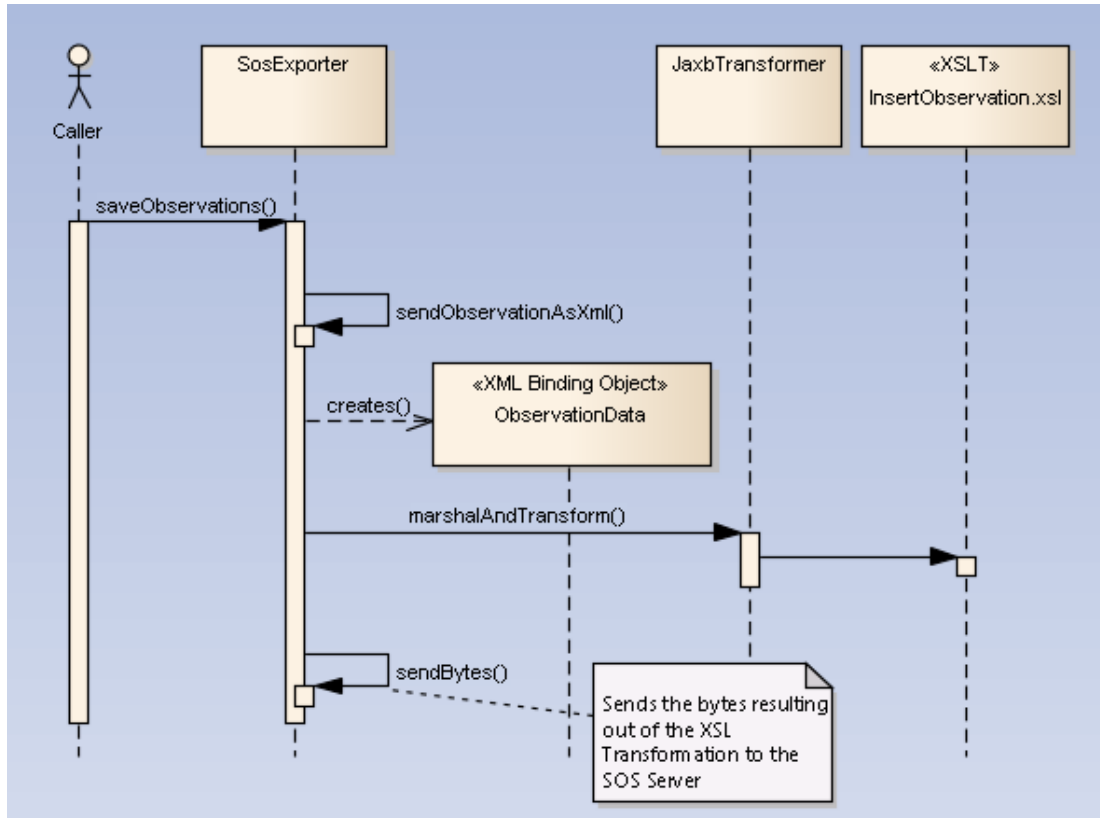 SosExporter
JaxbTransformer
«XSLT»
InsertObservation.xsl
Caller
saveObservations()
sendObservationAsXml()
«XML Binding Object»
ObservationData
creates()
marshalAndTransform()
sendBytes()
Sends the bytes resulting
out of the XSL
Transformation to the
SOS Server